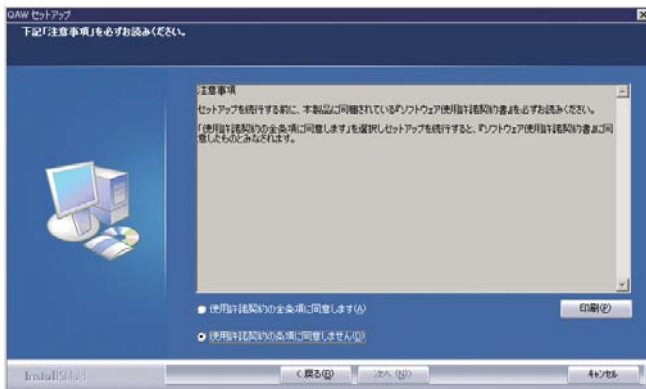 QAW セットアップ
下記「注意事項」を必ずお読みください。
注意事項
セットアップを続行する前に、本製品に同梱されている『ソフトウェア使用許諾契約書』を必ずお読みください。
「使用許諾契約の全条項に同意します」を選択しセットアップを続行すると、『ソフトウェア使用許諾契約書』に同
意したものとみなされます。
使用許諾契約の全条項に同意します(A)
印刷(P)
使用許諾契約の条項に同意しません(D)
InstallShield
< 戻る(B)
次へ (N)>
キャンセル